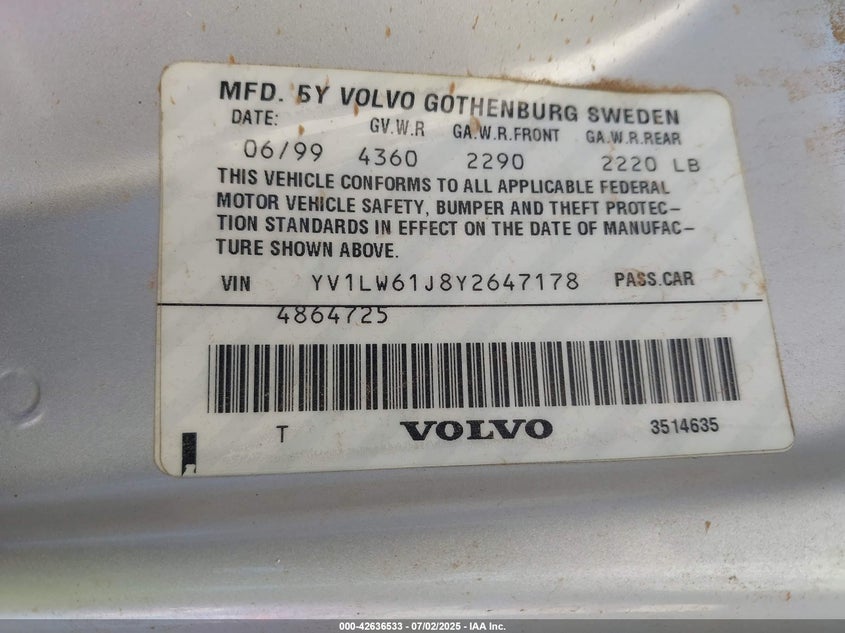 MFD. BY VOLVO GOTHENBURG SWEDEN
DATE: GV.W.R GA.W.R.FRONT GA.W.R.REAR
06/99 4360 2290 2220 LB
THIS VEHICLE CONFORMS TO ALL APPLICABLE FEDERAL
MOTOR VEHICLE SAFETY, BUMPER AND THEFT PROTEC-
TION STANDARDS IN EFFECT ON THE DATE OF MANUFAC-
TURE SHOWN ABOVE.
VIN YV1LW61J8Y2647178 PASS.CAR
4864725
T VOLVO 3514635
000-42636533 - 07/02/2025 - IAA Inc.